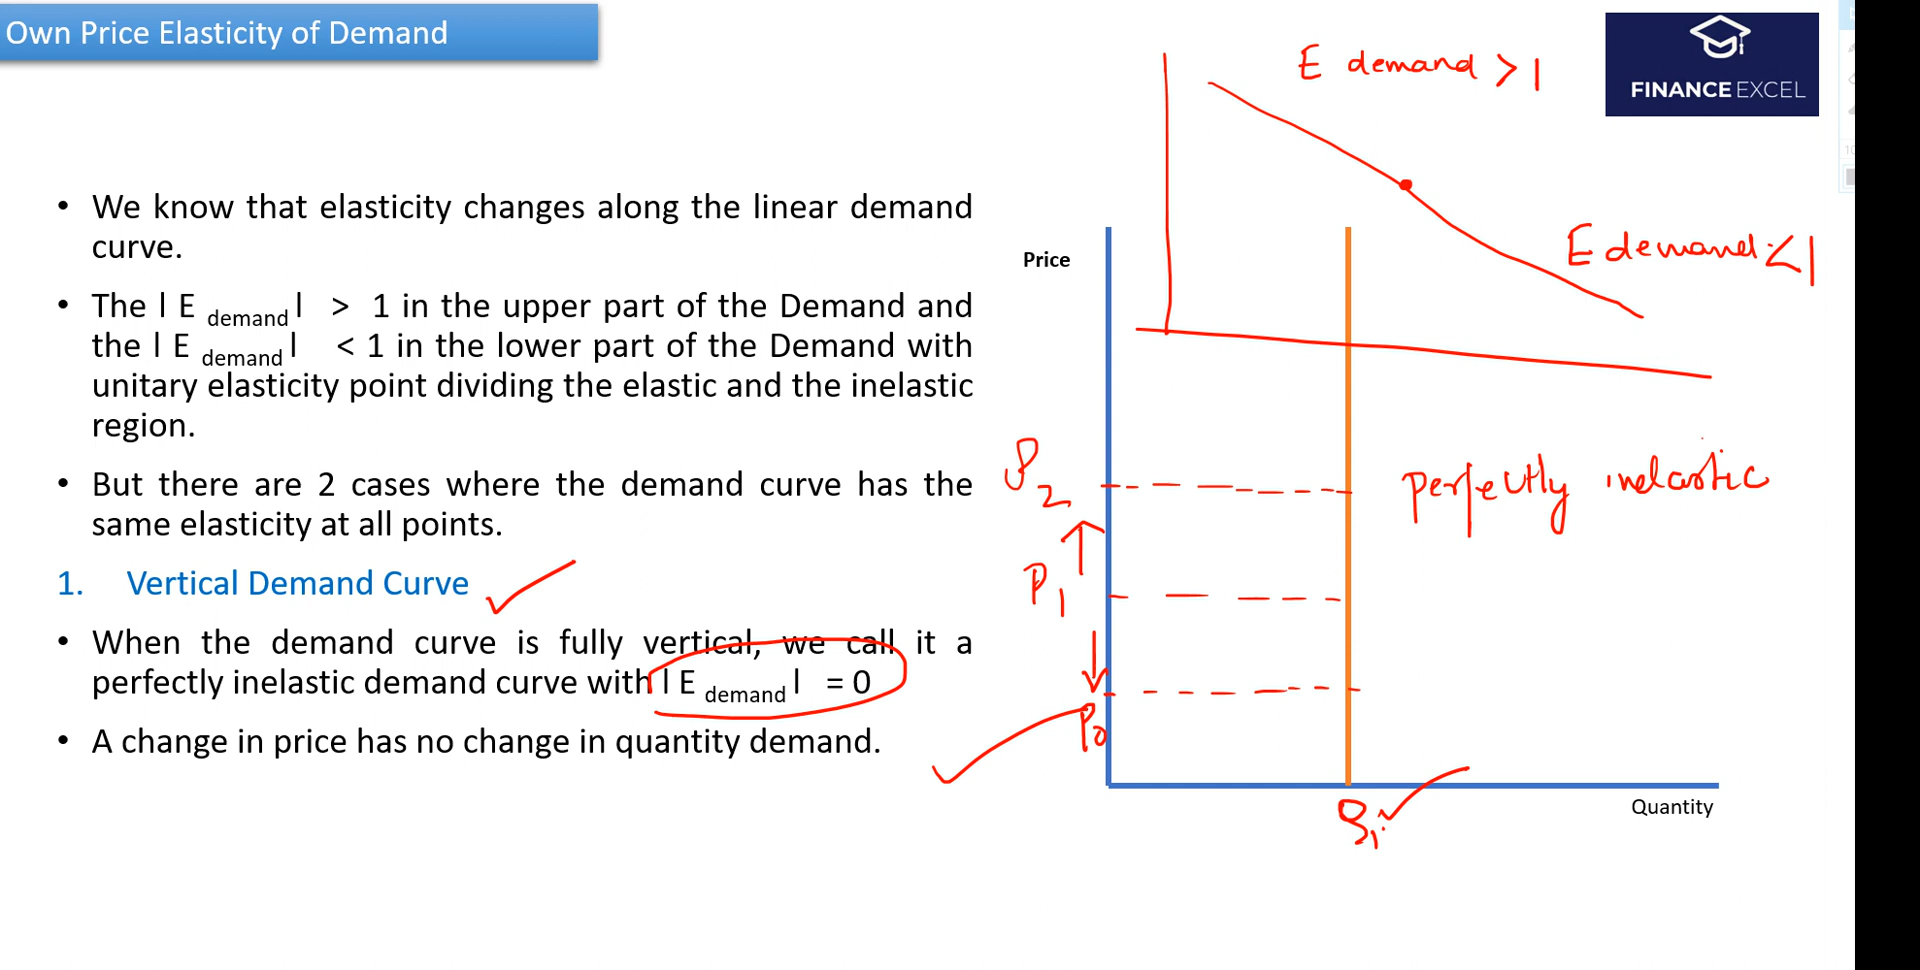 Own Price Elasticity of Demand
FINANCE EXCEL
E demand > 1
E demand < 1
• We know that elasticity changes along the linear demand
curve.
• The | E demand | > 1 in the upper part of the Demand and
the | E demand | < 1 in the lower part of the Demand with
unitary elasticity point dividing the elastic and the inelastic
region.
• But there are 2 cases where the demand curve has the
same elasticity at all points.
1. Vertical Demand Curve
• When the demand curve is fully vertical, we call it a
perfectly inelastic demand curve with | E demand | = 0
• A change in price has no change in quantity demand.
Price
P2
Perfectly inelastic
P1
P0
Q1
Quantity